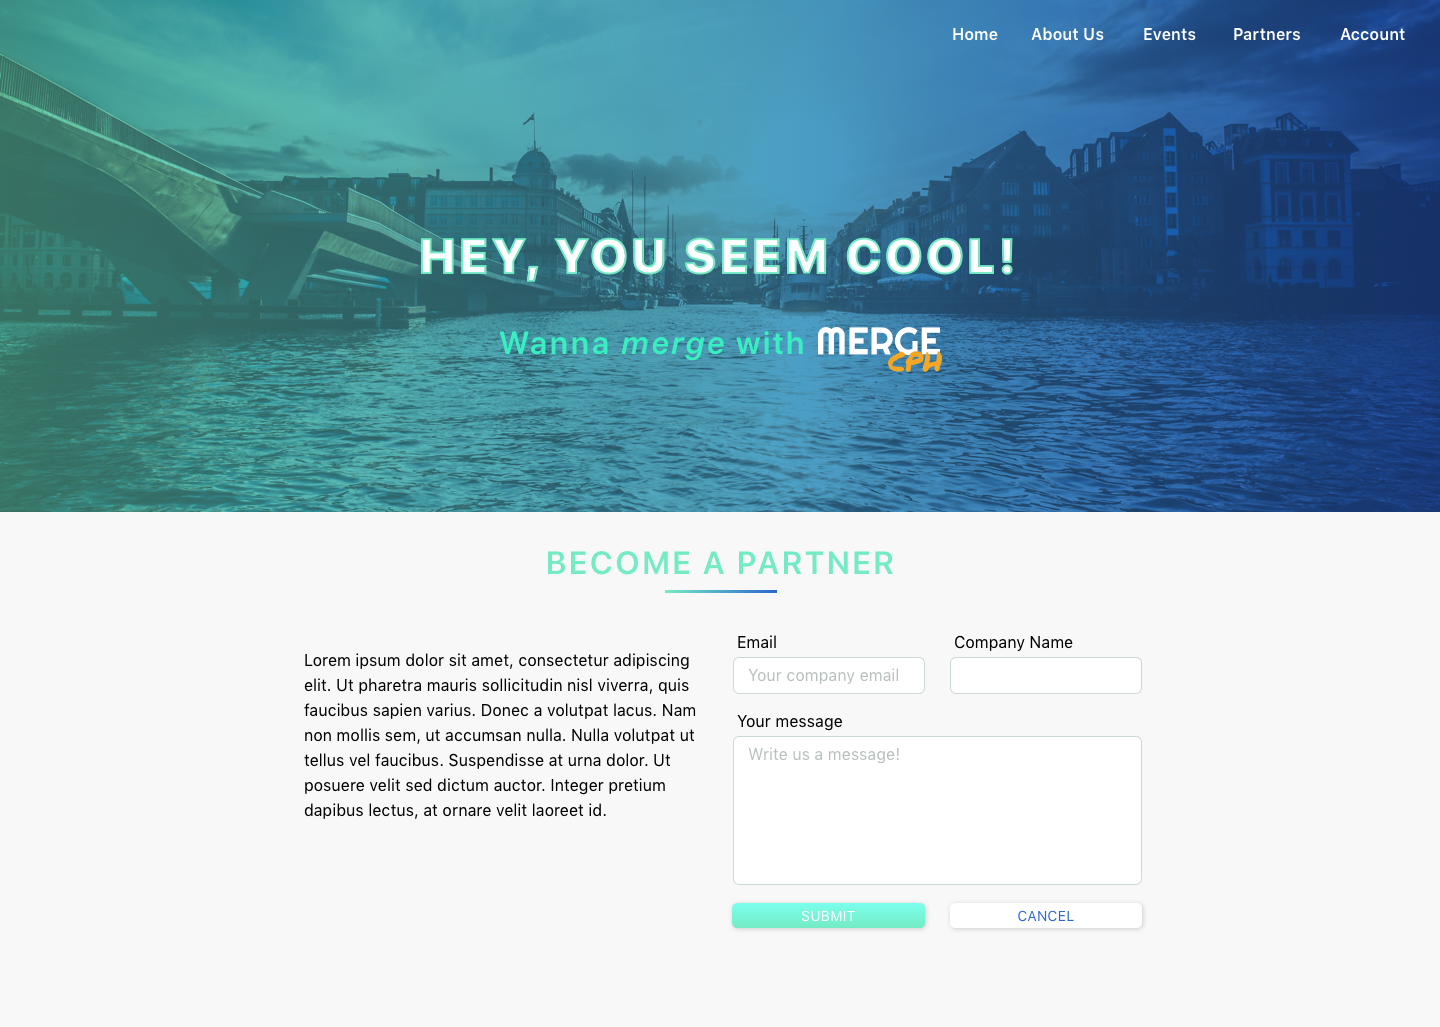 Home About Us Events Partners Account
HEY, YOU SEEM COOL!
Wanna merge with MERGE
CPH
BECOME A PARTNER
Lorem ipsum dolor sit amet, consectetur adipiscing
elit. Ut pharetra mauris sollicitudin nisl viverra, quis
faucibus sapien varius. Donec a volutpat lacus. Nam
non mollis sem, ut accumsan nulla. Nulla volutpat ut
tellus vel faucibus. Suspendisse at urna dolor. Ut
posuere velit sed dictum auctor. Integer pretium
dapibus lectus, at ornare velit laoreet id.
Email Company Name
Your company email
Your message
Write us a message!
SUBMIT CANCEL